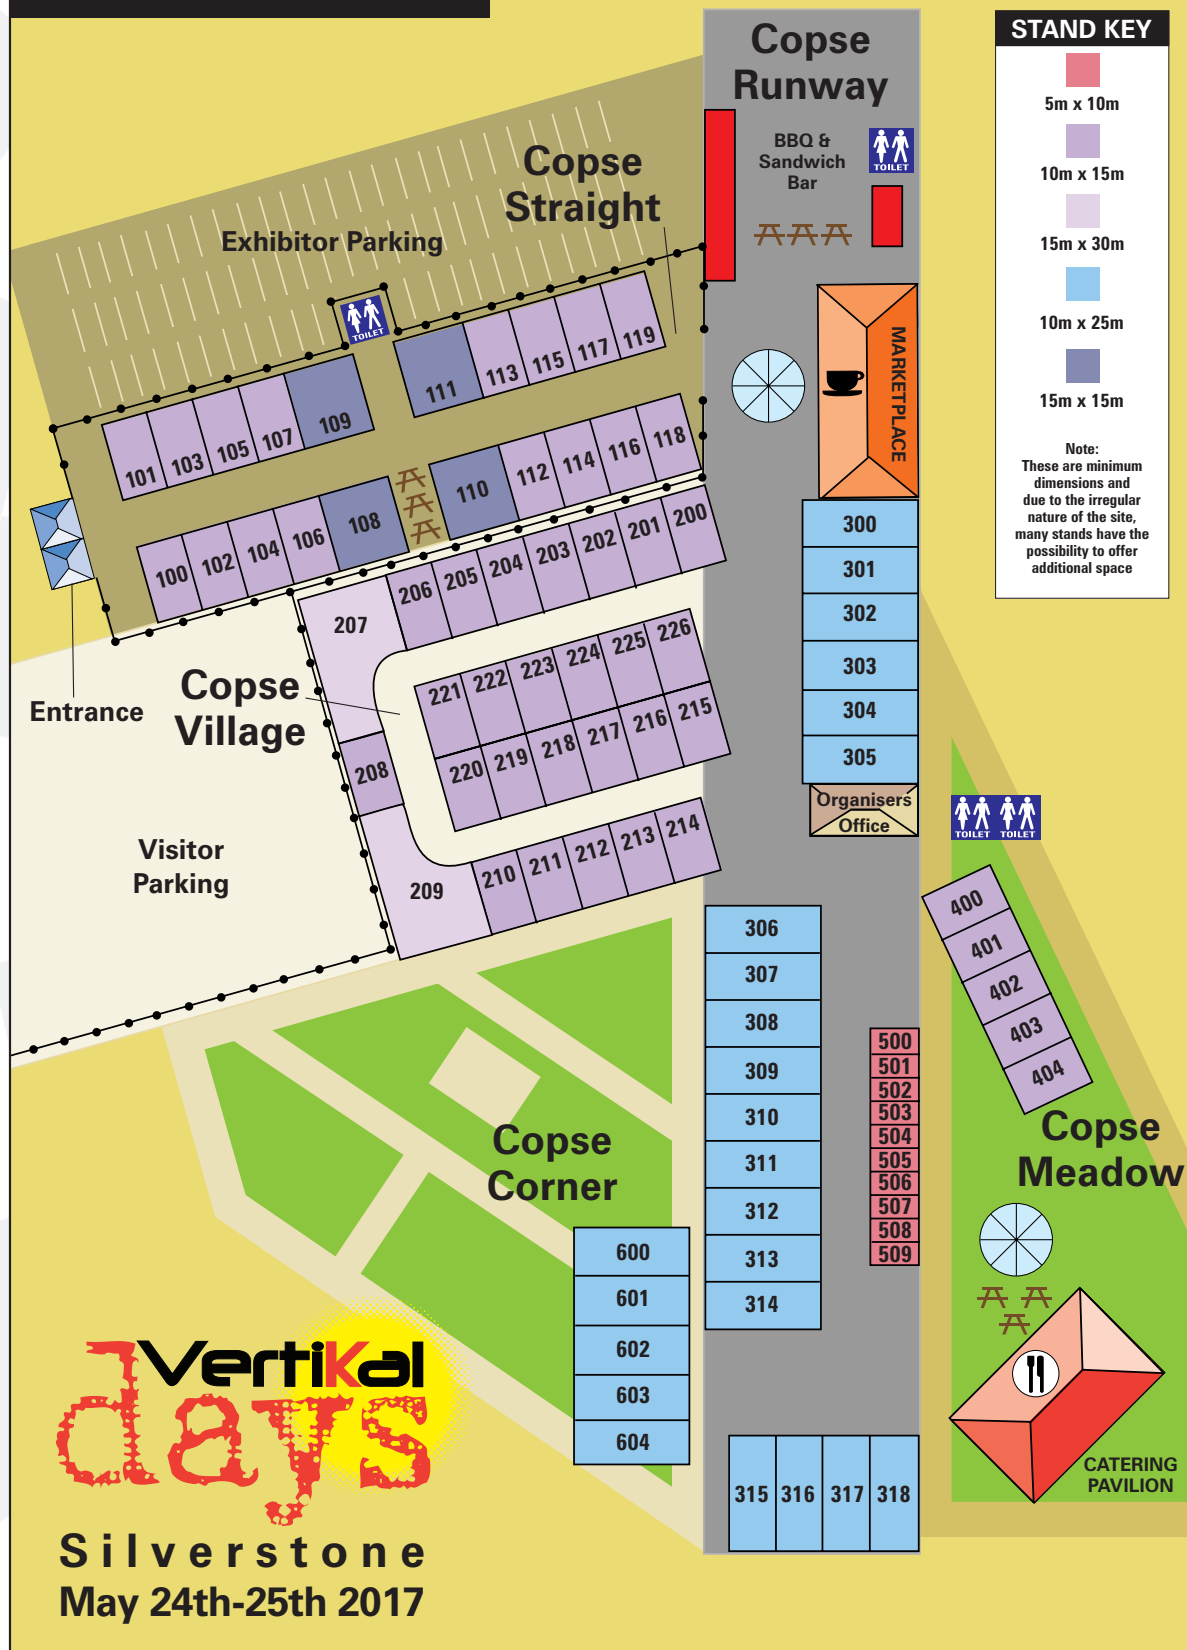 Copse
Runway
STAND KEY
5m x 10m
10m x 15m
15m x 30m
10m x 25m
15m x 15m
Note:
These are minimum
dimensions and
due to the irregular
nature of the site,
many stands have the
possibility to offer
additional space
BBQ &
Sandwich
Bar
TOILET
Copse
Straight
Exhibitor Parking
TOILET
MARKETPLACE
101
103
105
107
109
111
113
115
117
119
100
102
104
106
108
110
112
114
116
118
Entrance
207
206
205
204
203
202
201
200
Copse
Village
221
222
223
224
225
226
220
219
218
217
216
215
208
209
210
211
212
213
214
Visitor
Parking
300
301
302
303
304
305
Organisers
Office
TOILET
TOILET
400
401
402
403
404
306
307
308
309
310
311
312
313
314
500
501
502
503
504
505
506
507
508
509
Copse
Meadow
Copse
Corner
600
601
602
603
604
315
316
317
318
CATERING
PAVILION
Vertikal
days
Silverstone
May 24th-25th 2017